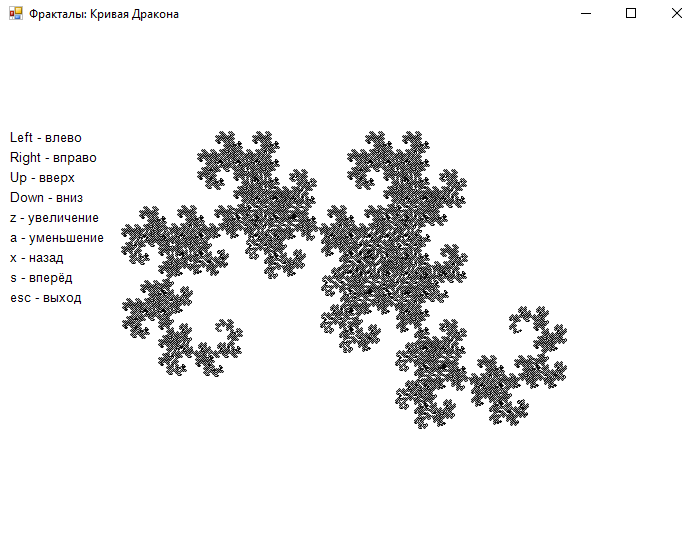 Фракталы: Кривая Дракона
Left - влево
Right - вправо
Up - вверх
Down - вниз
z - увеличение
a - уменьшение
x - назад
s - вперёд
esc - выход